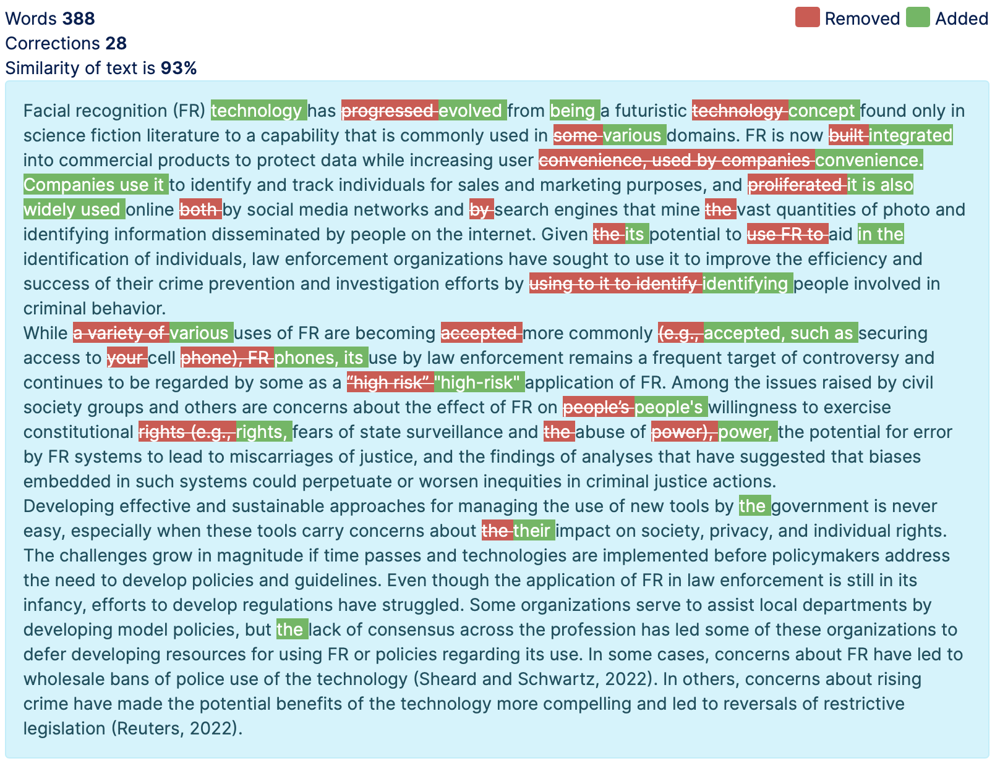 Words 388
Removed Added
Corrections 28
Similarity of text is 93%
Facial recognition (FR) technology has progressed evolved from being a futuristic technology concept found only in
science fiction literature to a capability that is commonly used in some various domains. FR is now built integrated
into commercial products to protect data while increasing user convenience, used by companies convenience.
Companies use it to identify and track individuals for sales and marketing purposes, and proliferated it is also
widely used online both by social media networks and by search engines that mine the vast quantities of photo and
identifying information disseminated by people on the internet. Given the its potential to use FR to aid in the
identification of individuals, law enforcement organizations have sought to use it to improve the efficiency and
success of their crime prevention and investigation efforts by using to it to identify identifying people involved in
criminal behavior.
While a variety of various uses of FR are becoming accepted more commonly (e.g., accepted, such as securing
access to your cell phone), FR phones, its use by law enforcement remains a frequent target of controversy and
continues to be regarded by some as a “high risk” "high-risk" application of FR. Among the issues raised by civil
society groups and others are concerns about the effect of FR on people’s people's willingness to exercise
constitutional rights (e.g., rights, fears of state surveillance and the abuse of power), power, the potential for error
by FR systems to lead to miscarriages of justice, and the findings of analyses that have suggested that biases
embedded in such systems could perpetuate or worsen inequities in criminal justice actions.
Developing effective and sustainable approaches for managing the use of new tools by the government is never
easy, especially when these tools carry concerns about the their impact on society, privacy, and individual rights.
The challenges grow in magnitude if time passes and technologies are implemented before policymakers address
the need to develop policies and guidelines. Even though the application of FR in law enforcement is still in its
infancy, efforts to develop regulations have struggled. Some organizations serve to assist local departments by
developing model policies, but the lack of consensus across the profession has led some of these organizations to
defer developing resources for using FR or policies regarding its use. In some cases, concerns about FR have led to
wholesale bans of police use of the technology (Sheard and Schwartz, 2022). In others, concerns about rising
crime have made the potential benefits of the technology more compelling and led to reversals of restrictive
legislation (Reuters, 2022).